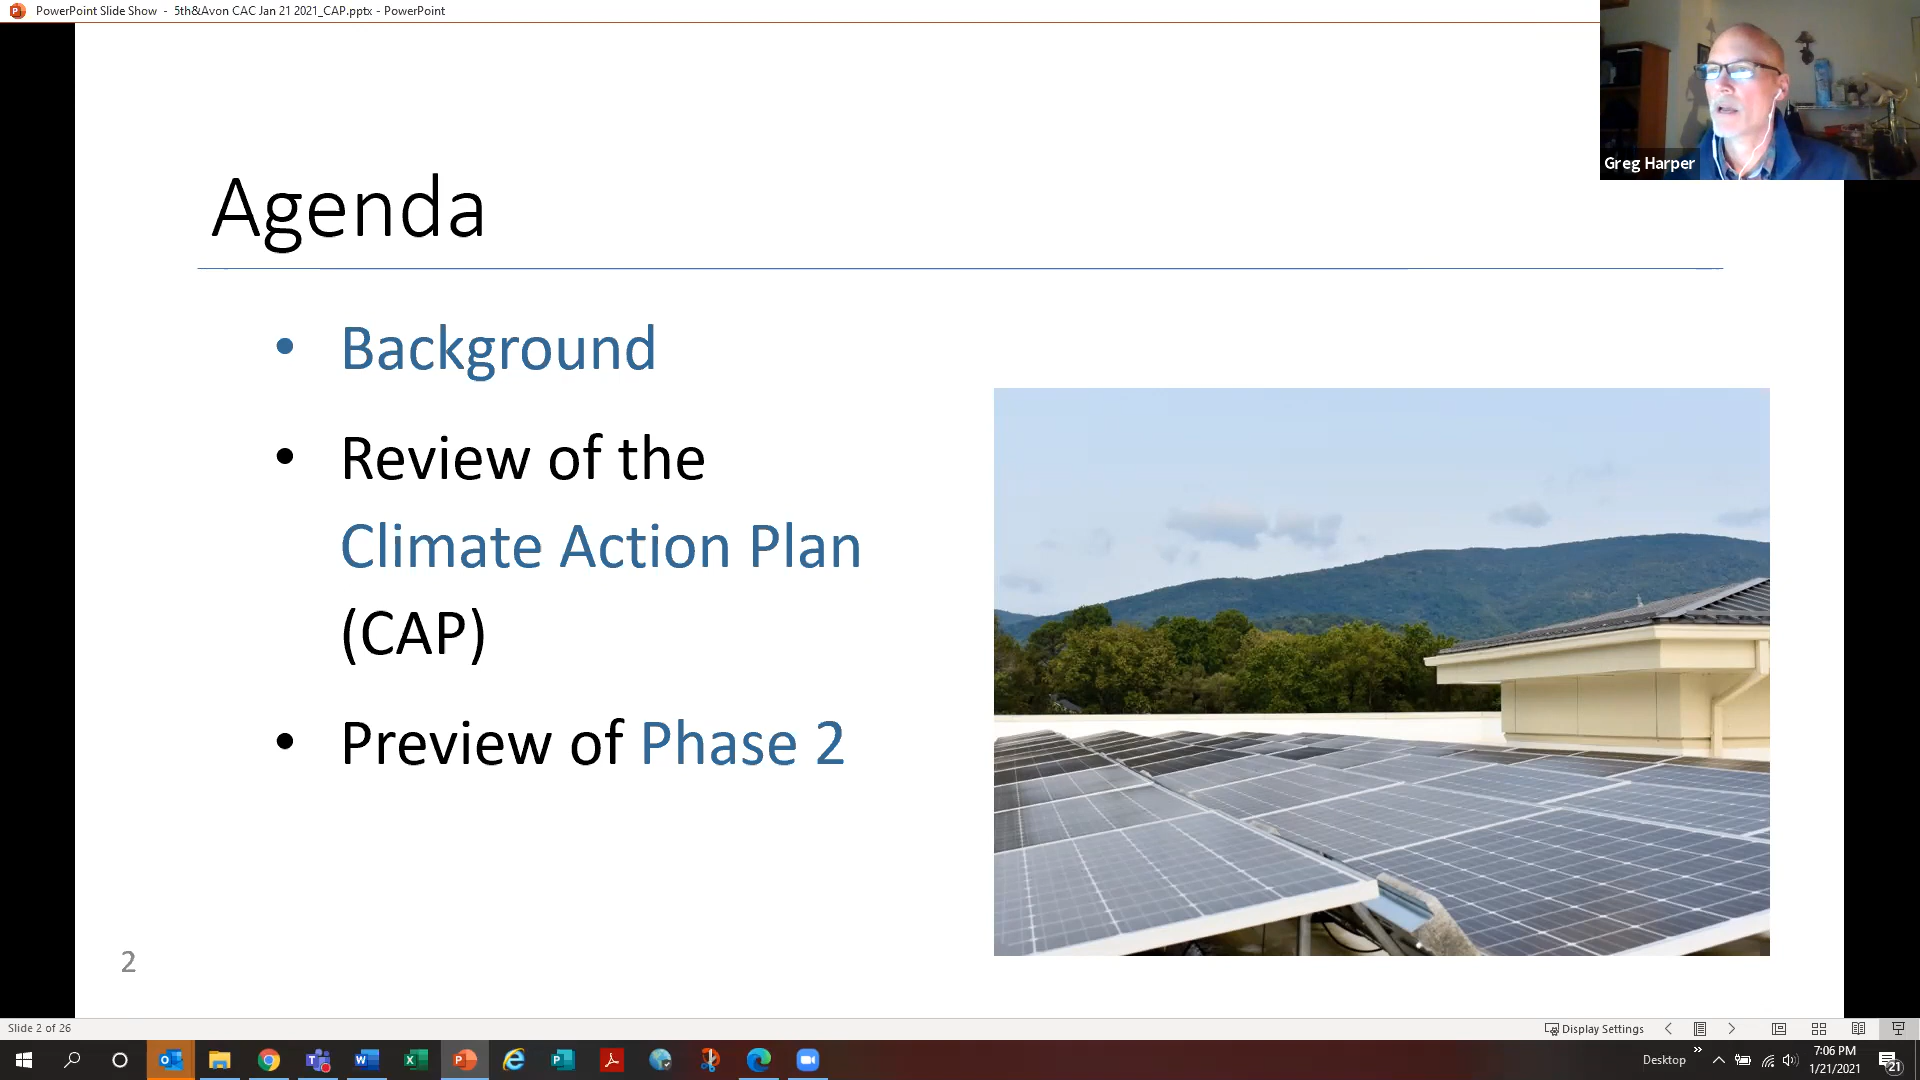 PowerPoint Slide Show - 5th&Avon CAC Jan 21 2021_CAP.pptx - PowerPoint
Greg Harper
Agenda
• Background
• Review of the
Climate Action Plan
(CAP)
• Preview of Phase 2
2
Slide 2 of 26
Display Settings
Desktop
7:06 PM
1/21/2021
21